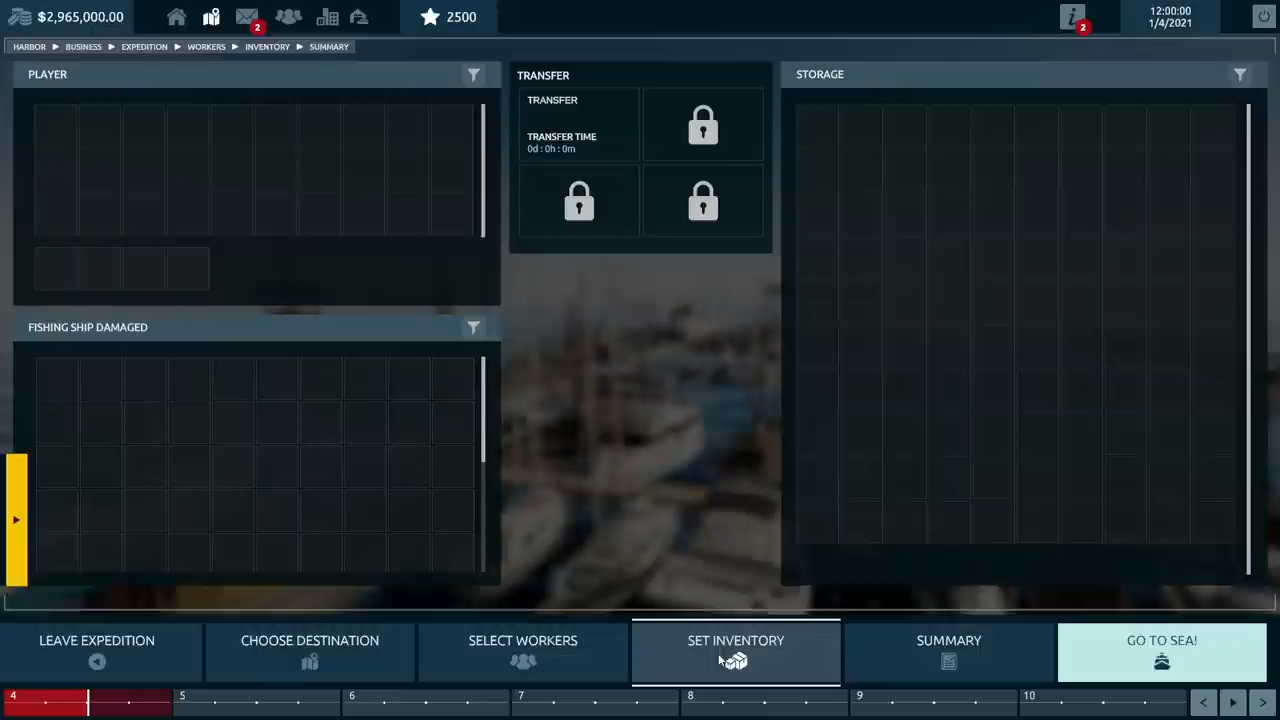 $2,965,000.00
2
2500
2
12:00:00
1/4/2021
HARBOR ▶ BUSINESS ▶ EXPEDITION ▶ WORKERS ▶ INVENTORY ▶ SUMMARY
PLAYER
TRANSFER
TRANSFER
TRANSFER TIME
0d : 0h : 0m
STORAGE
FISHING SHIP DAMAGED
LEAVE EXPEDITION
CHOOSE DESTINATION
SELECT WORKERS
SET INVENTORY
SUMMARY
GO TO SEA!
4 5 6 7 8 9 10